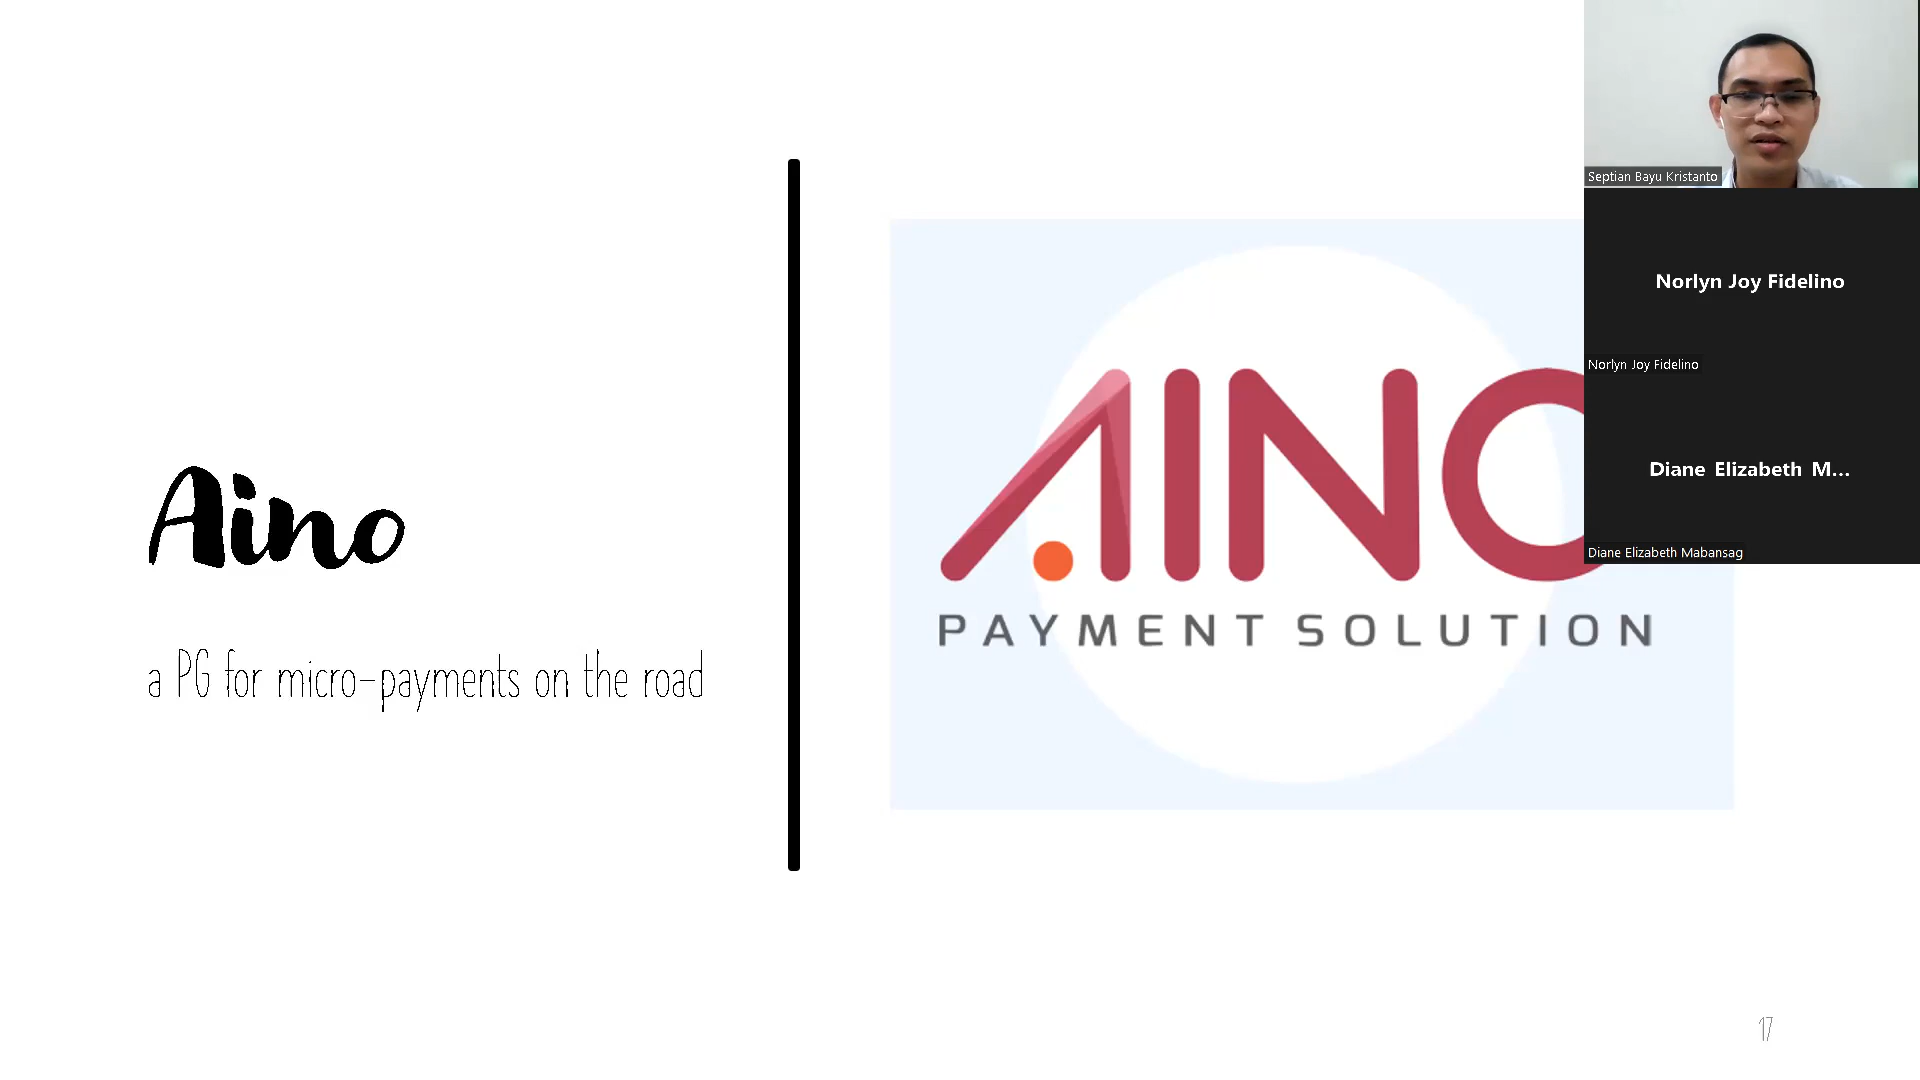 Aino
a PG for micro-payments on the road
AINO
PAYMENT SOLUTION
17
Septian Bayu Kristanto
Norlyn Joy Fidelino
Norlyn Joy Fidelino
Diane Elizabeth M...
Diane Elizabeth Mabansag